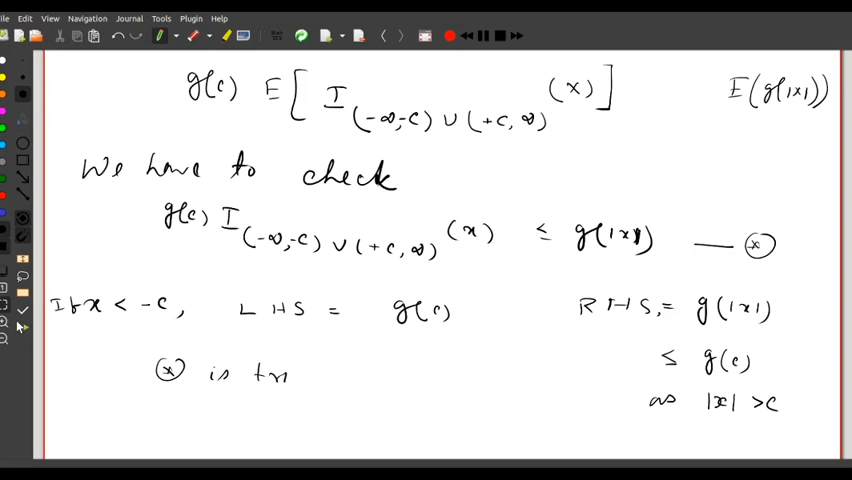 File Edit View Navigation Journal Tools Plugin Help
g(c) E[ I_(-∞,-c) ∪ (+c,∞) (x) ] E(g(|x|))
We have to check
g(c) I_(-∞,-c) ∪ (+c,∞) (x) ≤ g(|x|) — ⊛
If x < -c, LHS = g(c) RHS, = g(|x|)
≤ g(c)
⊛ is tr
as |x| > c